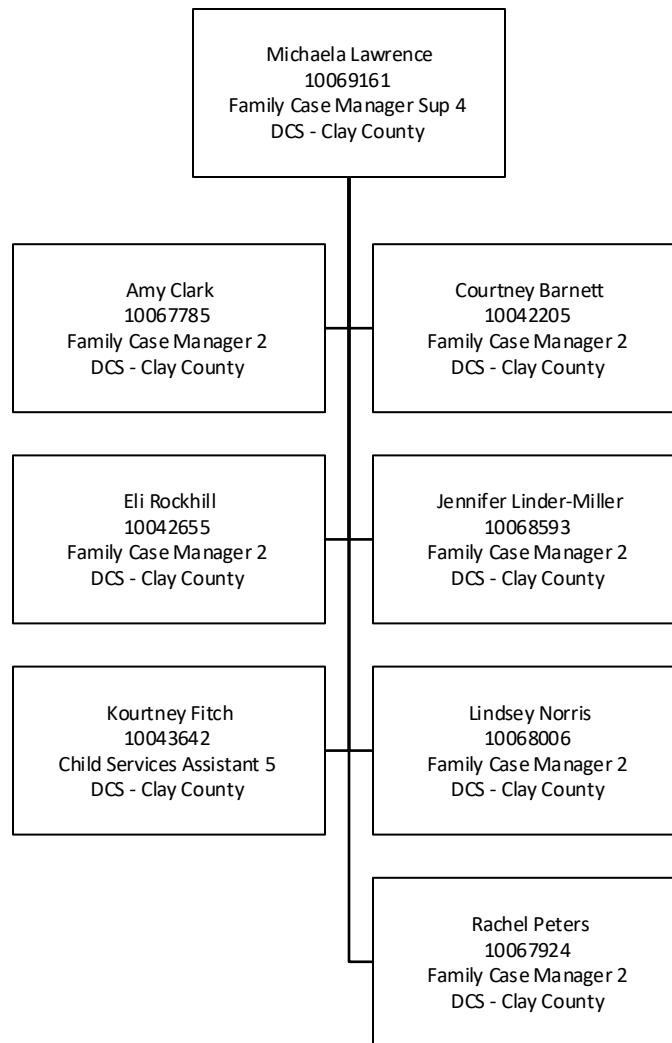 Michaela Lawrence
10069161
Family Case Manager Sup 4
DCS - Clay County
Amy Clark
10067785
Family Case Manager 2
DCS - Clay County
Courtney Barnett
10042205
Family Case Manager 2
DCS - Clay County
Eli Rockhill
10042655
Family Case Manager 2
DCS - Clay County
Jennifer Linder-Miller
10068593
Family Case Manager 2
DCS - Clay County
Kourtney Fitch
10043642
Child Services Assistant 5
DCS - Clay County
Lindsey Norris
10068006
Family Case Manager 2
DCS - Clay County
Rachel Peters
10067924
Family Case Manager 2
DCS - Clay County